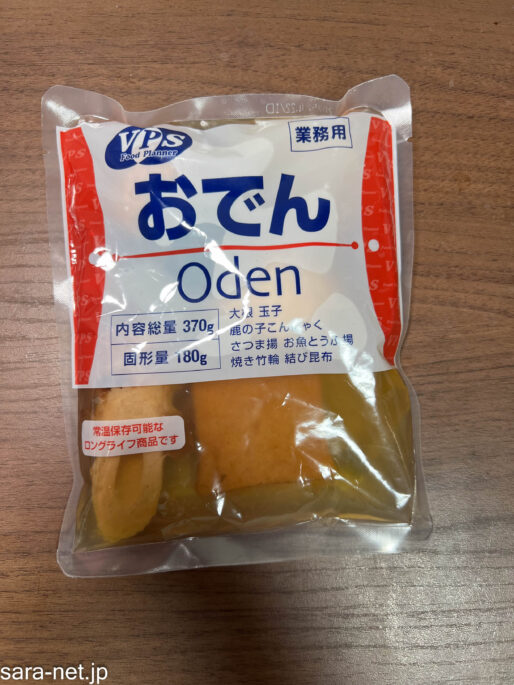 VPS
Food Planner
業務用
おでん
Oden
内容総量 370g
固形量 180g
大根 玉子
鹿の子こんにゃく
さつま揚 お魚とうふ揚
焼き竹輪 結び昆布
常温保存可能な
ロングライフ商品です
sara-net.jp